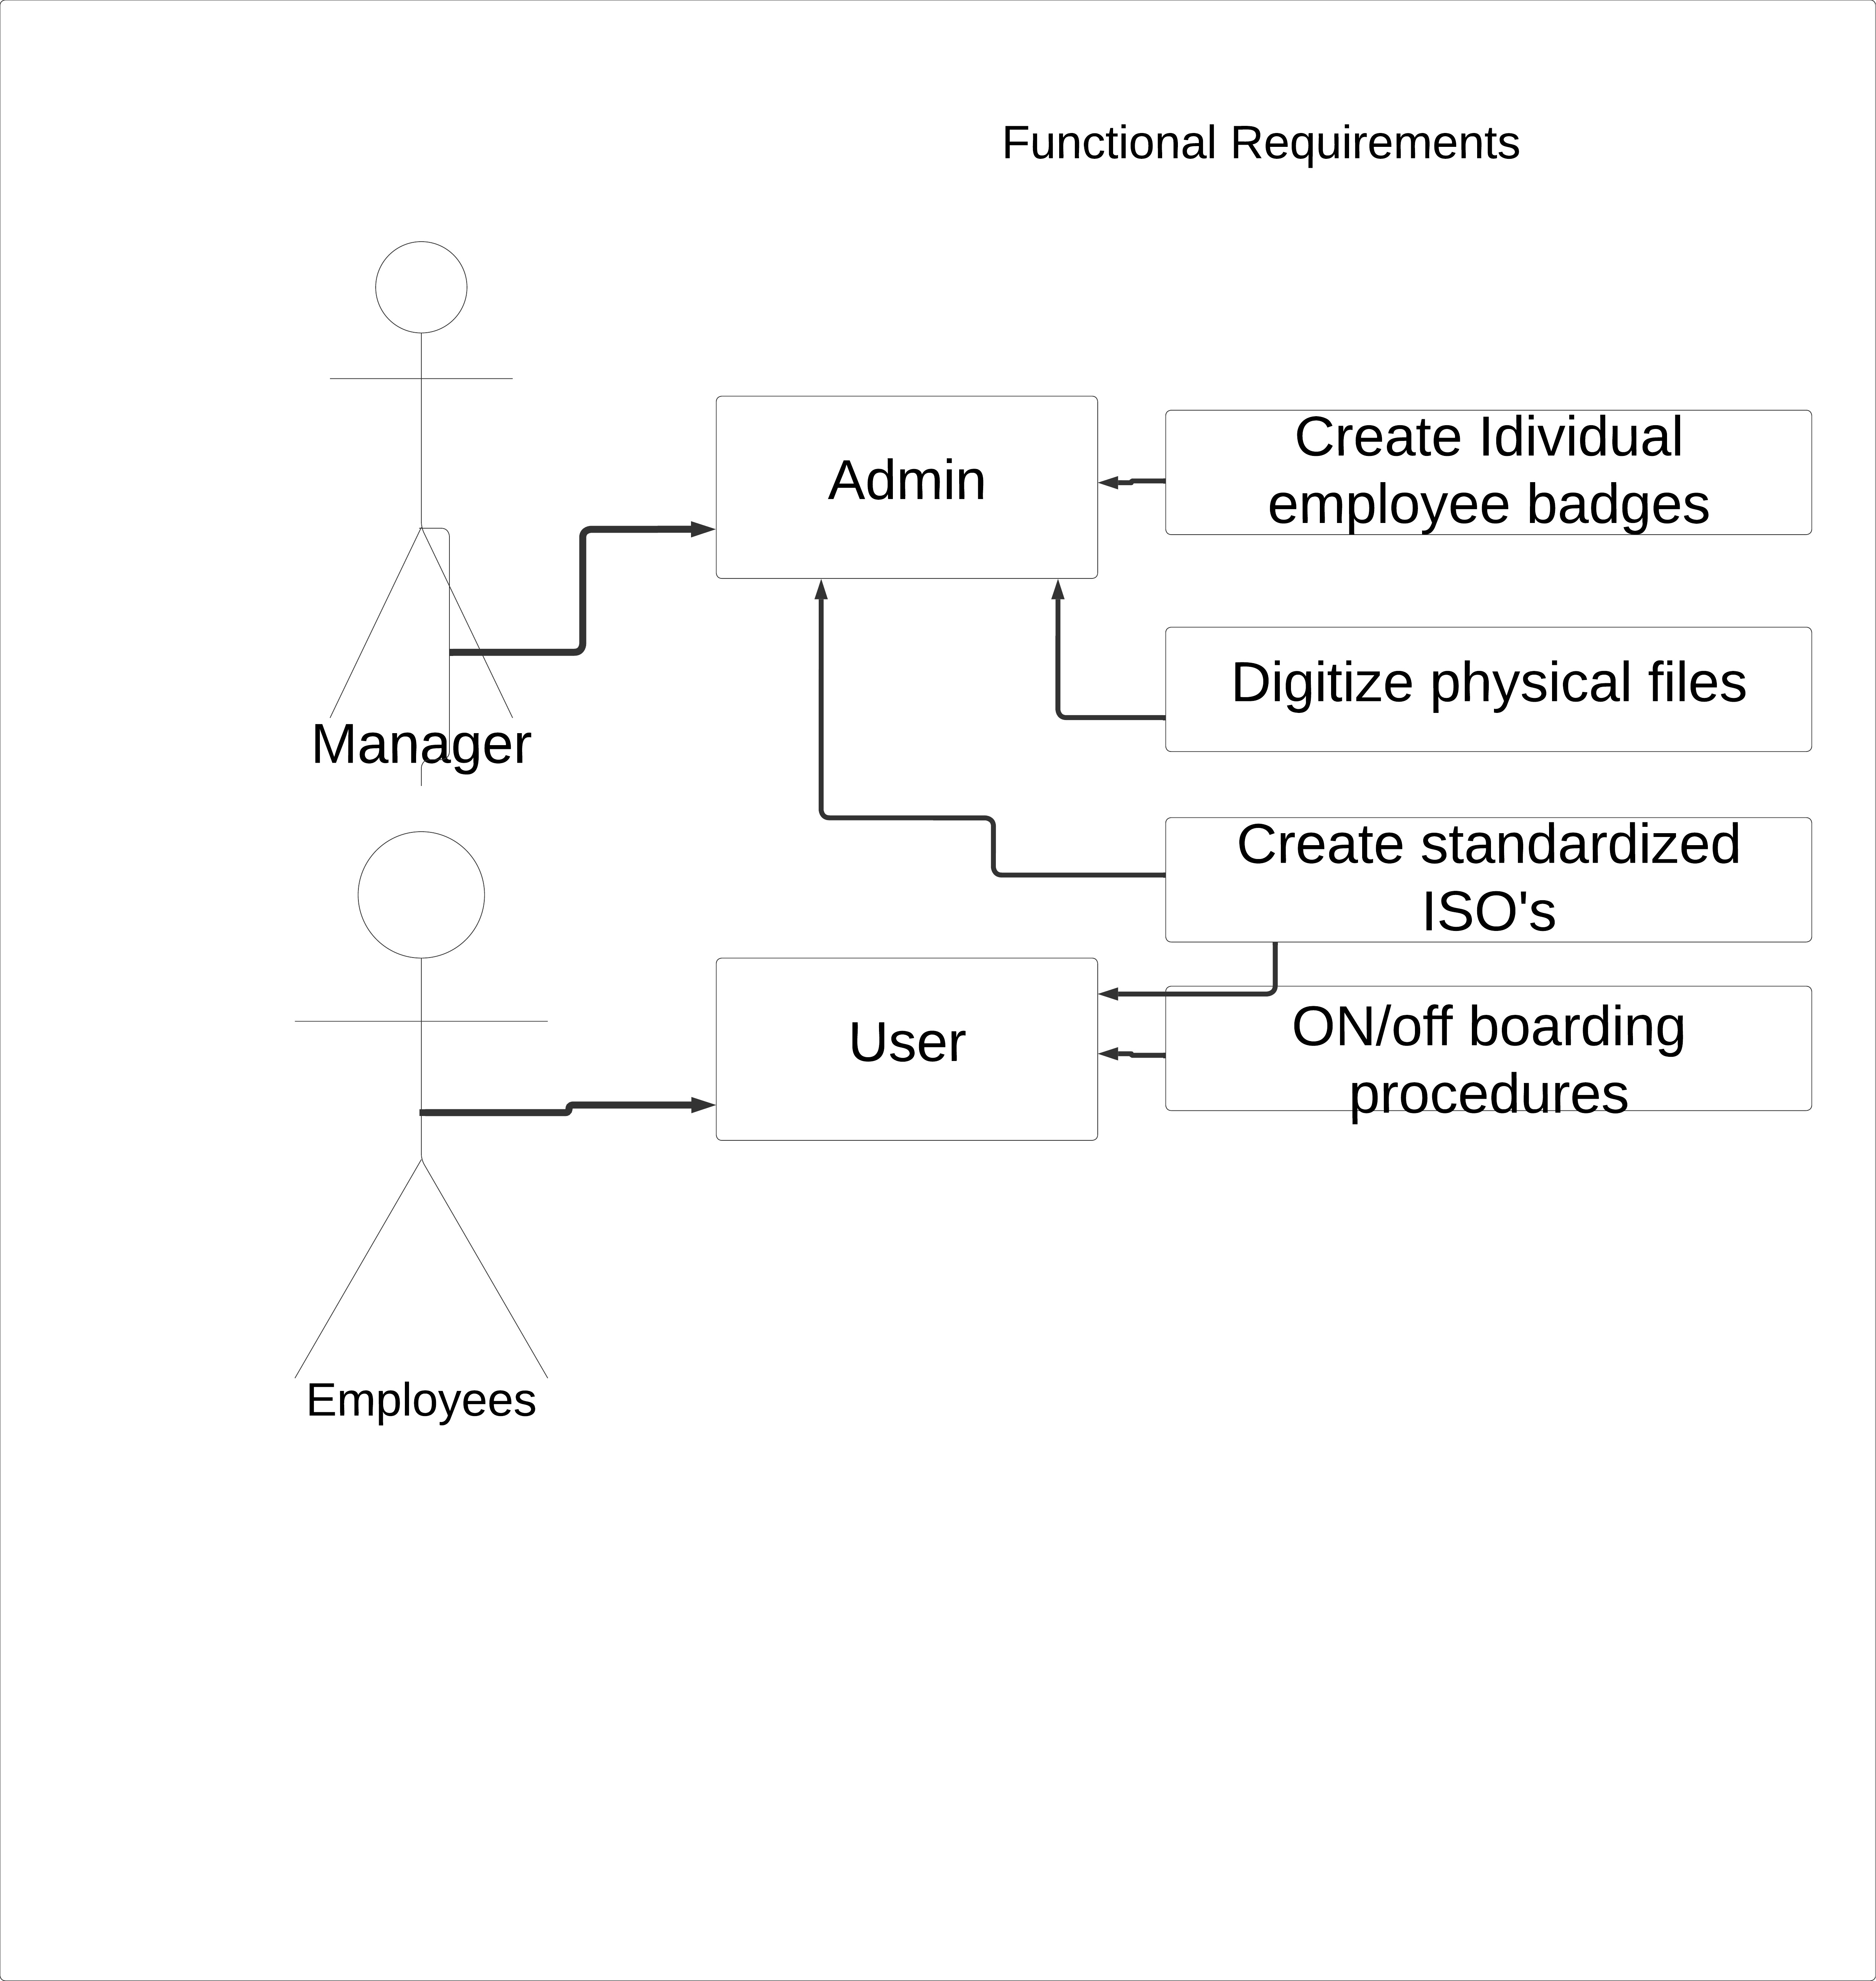 Functional Requirements
Admin
Create Idividual
employee badges
Digitize physical files
Manager
Create standardized
ISO's
User
ON/off boarding
procedures
Employees